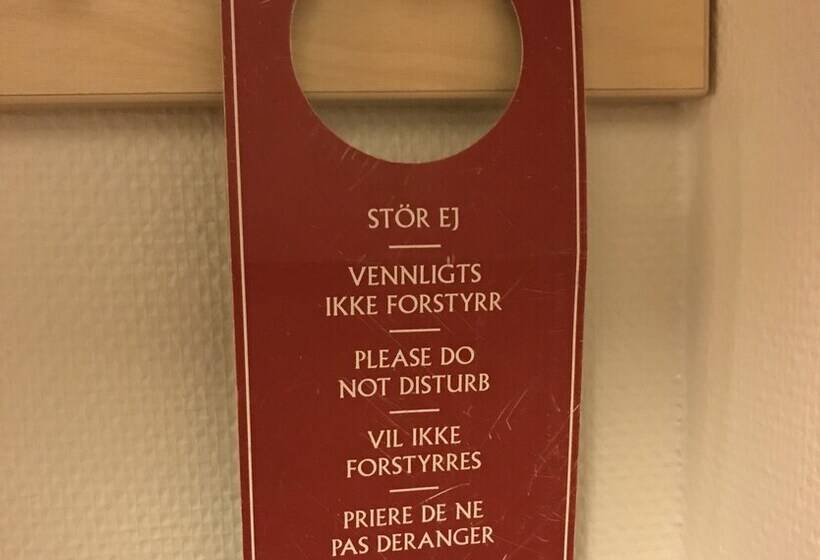 STÖR EJ
VENNLIGTS
IKKE FORSTYRR
PLEASE DO
NOT DISTURB
VIL IKKE
FORSTYRRES
PRIERE DE NE
PAS DERANGER